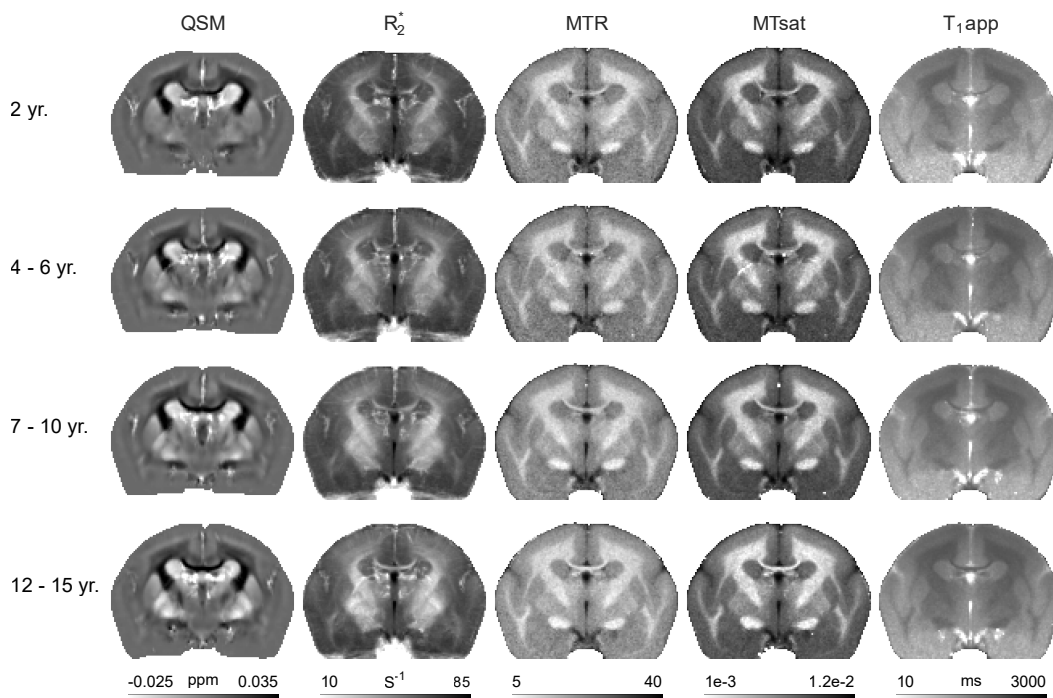 QSM R₂* MTR MTsat T₁app
2 yr.
4 - 6 yr.
7 - 10 yr.
12 - 15 yr.
-0.025 ppm 0.035 10 S⁻¹ 85 5 40 1e-3 1.2e-2 10 ms 3000